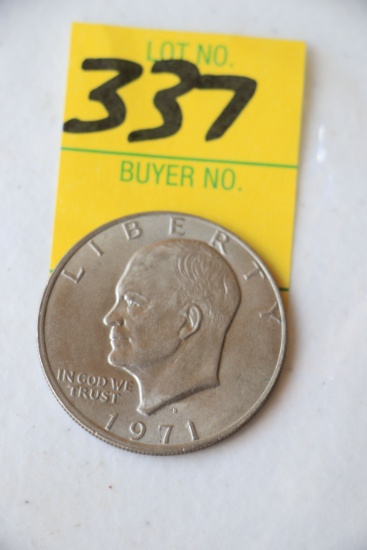 LOT NO.
337
BUYER NO.
LIBERTY
IN GOD WE
TRUST
1971